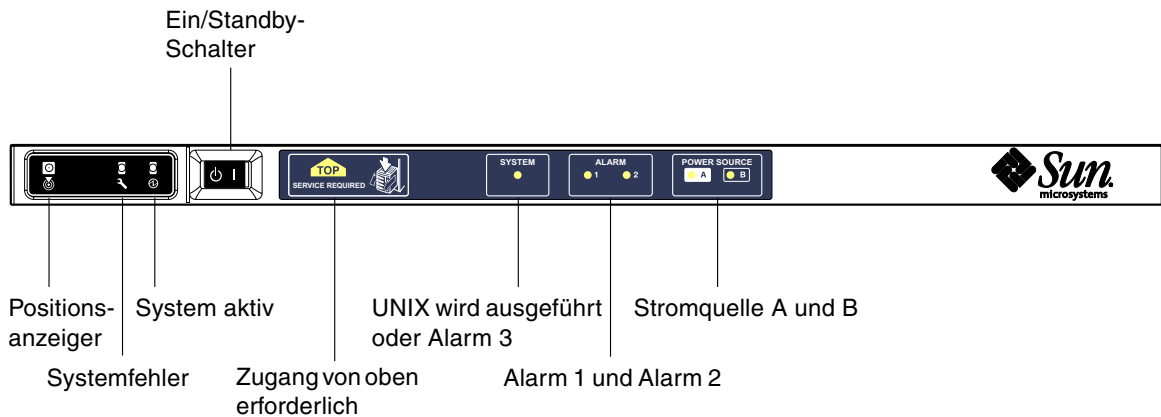 Ein/Standby-
Schalter
TOP
SERVICE REQUIRED
SYSTEM
ALARM
1 2
POWER SOURCE
A B
Sun
microsystems
Positions-
anzeiger
System aktiv
UNIX wird ausgeführt
oder Alarm 3
Stromquelle A und B
Systemfehler
Zugang von oben
erforderlich
Alarm 1 und Alarm 2